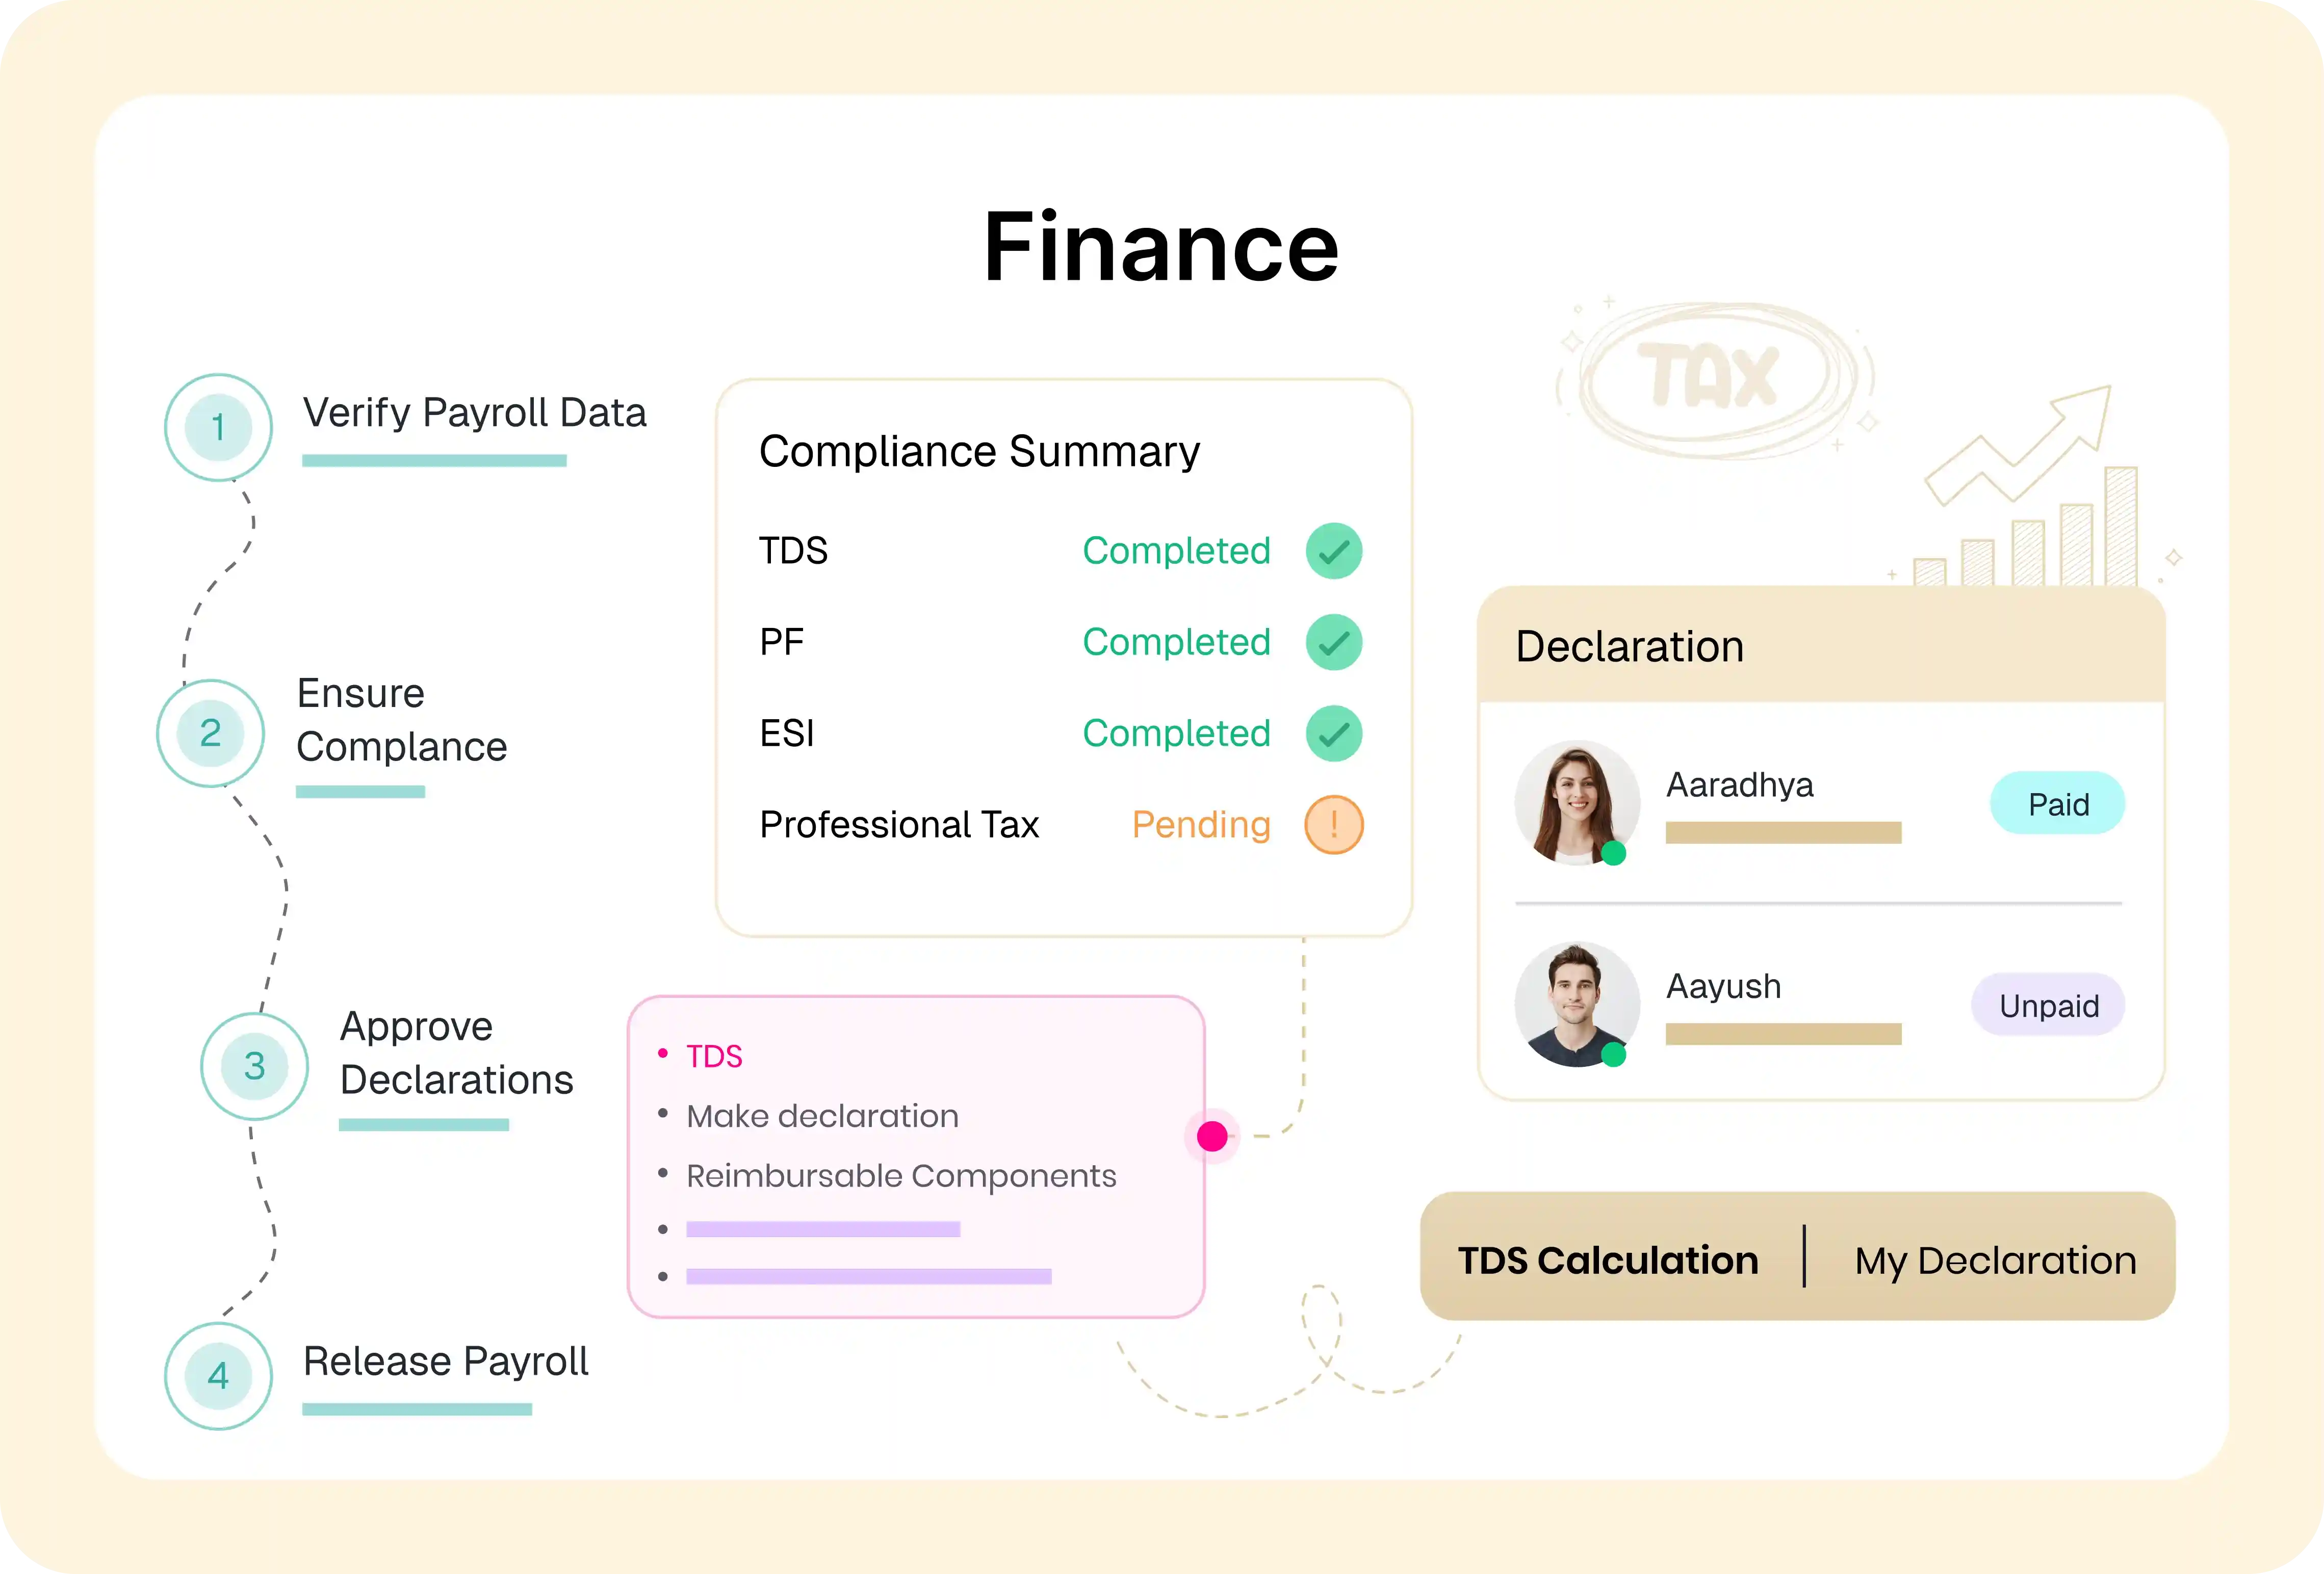 Finance
TAX
1
Verify Payroll Data
2
Ensure
Complance
3
Approve
Declarations
4
Release Payroll
Compliance Summary
TDS Completed
PF Completed
ESI Completed
Professional Tax Pending !
TDS
Make declaration
Reimbursable Components
Declaration
Aaradhya Paid
Aayush Unpaid
TDS Calculation | My Declaration